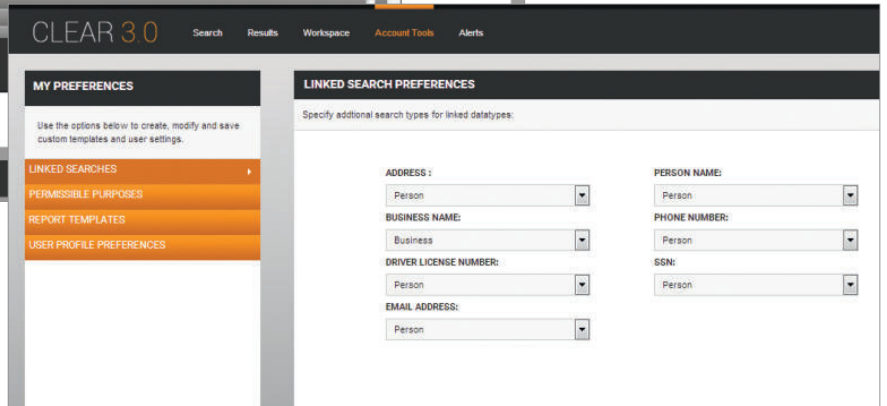 CLEAR 3.0 Search Results Workspace Account Tools Alerts
MY PREFERENCES
Use the options below to create, modify and save
custom templates and user settings.
LINKED SEARCHES
PERMISSIBLE PURPOSES
REPORT TEMPLATES
USER PROFILE PREFERENCES
LINKED SEARCH PREFERENCES
Specify addtional search types for linked datatypes:
ADDRESS :
Person
BUSINESS NAME:
Business
DRIVER LICENSE NUMBER:
Person
EMAIL ADDRESS:
Person
PERSON NAME:
Person
PHONE NUMBER:
Person
SSN:
Person